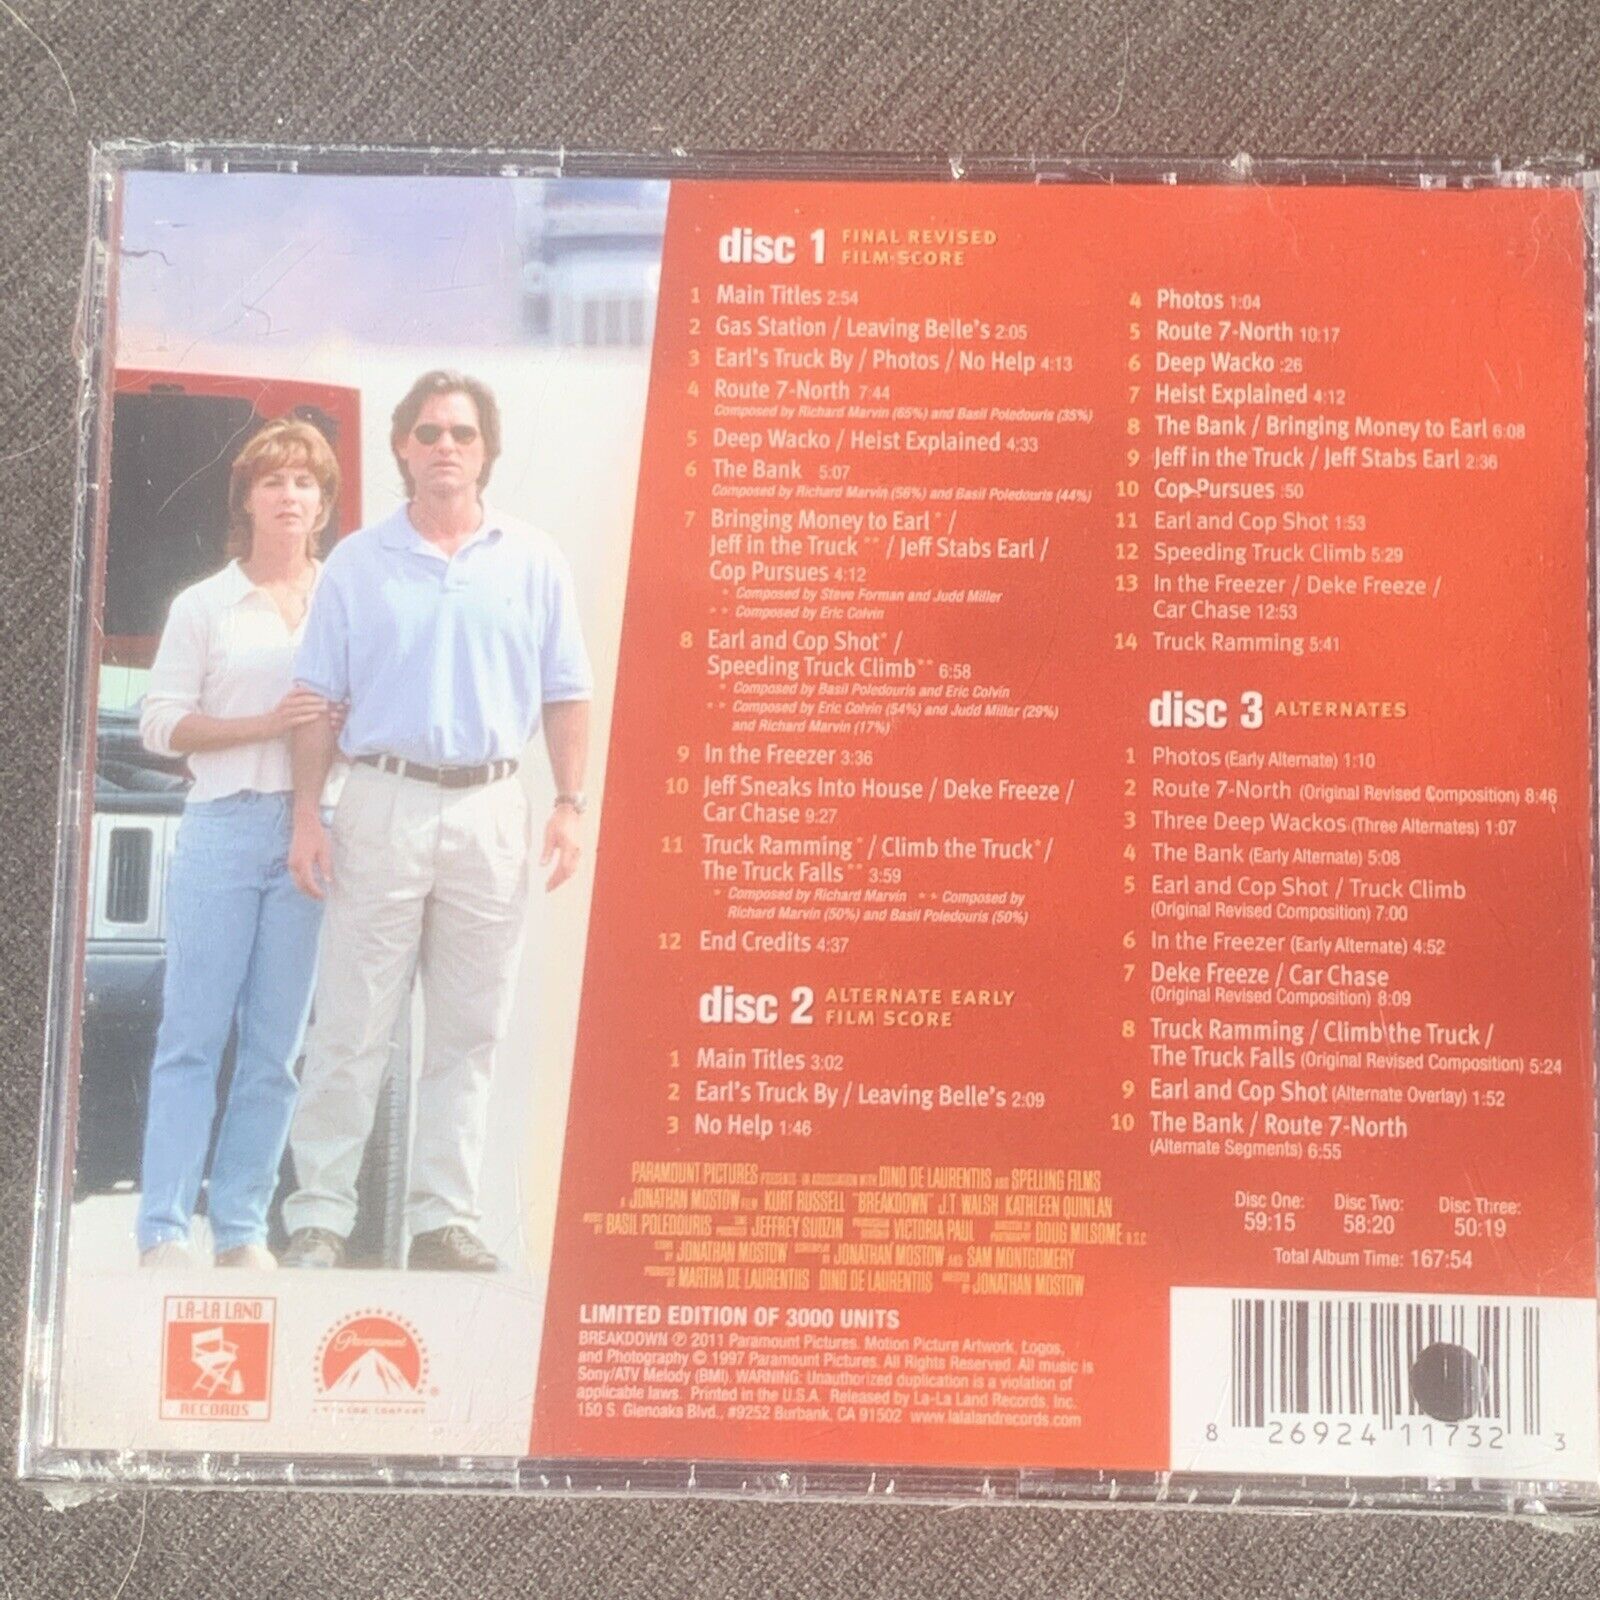 disc 1 FINAL REVISED
FILM SCORE
1 Main Titles 2:54
2 Gas Station / Leaving Belle's 2:05
3 Earl's Truck By / Photos / No Help 4:13
4 Route 7-North 7:44
Composed by Richard Marvin (65%) and Basil Poledouris (35%)
5 Deep Wacko / Heist Explained 4:33
6 The Bank 5:07
Composed by Richard Marvin (56%) and Basil Poledouris (44%)
7 Bringing Money to Earl * /
Jeff in the Truck ** / Jeff Stabs Earl /
Cop Pursues 4:12
* Composed by Steve Forman and Judd Miller
** Composed by Eric Colvin
8 Earl and Cop Shot* /
Speeding Truck Climb** 6:58
* Composed by Basil Poledouris and Eric Colvin
** Composed by Eric Colvin (54%) and Judd Miller (29%)
and Richard Marvin (17%)
9 In the Freezer 3:36
10 Jeff Sneaks Into House / Deke Freeze /
Car Chase 9:27
11 Truck Ramming * / Climb the Truck* /
The Truck Falls ** 3:59
* Composed by Richard Marvin ** Composed by
Richard Marvin (50%) and Basil Poledouris (50%)
12 End Credits 4:37
disc 2 ALTERNATE EARLY
FILM SCORE
1 Main Titles 3:02
2 Earl's Truck By / Leaving Belle's 2:09
3 No Help 1:46
4 Photos 1:04
5 Route 7-North 10:17
6 Deep Wacko :26
7 Heist Explained 4:12
8 The Bank / Bringing Money to Earl 6:08
9 Jeff in the Truck / Jeff Stabs Earl 2:36
10 Cop Pursues :50
11 Earl and Cop Shot 1:53
12 Speeding Truck Climb 5:29
13 In the Freezer / Deke Freeze /
Car Chase 12:53
14 Truck Ramming 5:41
disc 3 ALTERNATES
1 Photos (Early Alternate) 1:10
2 Route 7-North (Original Revised Composition) 8:46
3 Three Deep Wackos (Three Alternates) 1:07
4 The Bank (Early Alternate) 5:08
5 Earl and Cop Shot / Truck Climb
(Original Revised Composition) 7:00
6 In the Freezer (Early Alternate) 4:52
7 Deke Freeze / Car Chase
(Original Revised Composition) 8:09
8 Truck Ramming / Climb the Truck /
The Truck Falls (Original Revised Composition) 5:24
9 Earl and Cop Shot (Alternate Overlay) 1:52
10 The Bank / Route 7-North
(Alternate Segments) 6:55
Disc One: Disc Two: Disc Three:
59:15 58:20 50:19
Total Album Time: 167:54
PARAMOUNT PICTURES PRESENTS IN ASSOCIATION WITH DINO DE LAURENTIIS AND SPELLING FILMS
A JONATHAN MOSTOW FILM KURT RUSSELL "BREAKDOWN" J.T. WALSH KATHLEEN QUINLAN
MUSIC BY BASIL POLEDOURIS JEFFREY SUDZIN VICTORIA PAUL DIRECTOR OF PHOTOGRAPHY DOUG MILSOME B.S.C.
STORY BY JONATHAN MOSTOW SCREENPLAY BY JONATHAN MOSTOW AND SAM MONTGOMERY
PRODUCED BY MARTHA DE LAURENTIIS DINO DE LAURENTIIS DIRECTED BY JONATHAN MOSTOW
LIMITED EDITION OF 3000 UNITS
BREAKDOWN ℗ 2011 Paramount Pictures. Motion Picture Artwork, Logos,
and Photography © 1997 Paramount Pictures. All Rights Reserved. All music is
Sony/ATV Melody (BMI). WARNING: Unauthorized duplication is a violation of
applicable laws. Printed in the U.S.A. Released by La-La Land Records, Inc.
150 S. Glenoaks Blvd., #9252 Burbank, CA 91502 www.lalalandrecords.com
LA-LA LAND
RECORDS
Paramount
®
A VIACOM COMPANY
8 26924 11732 3